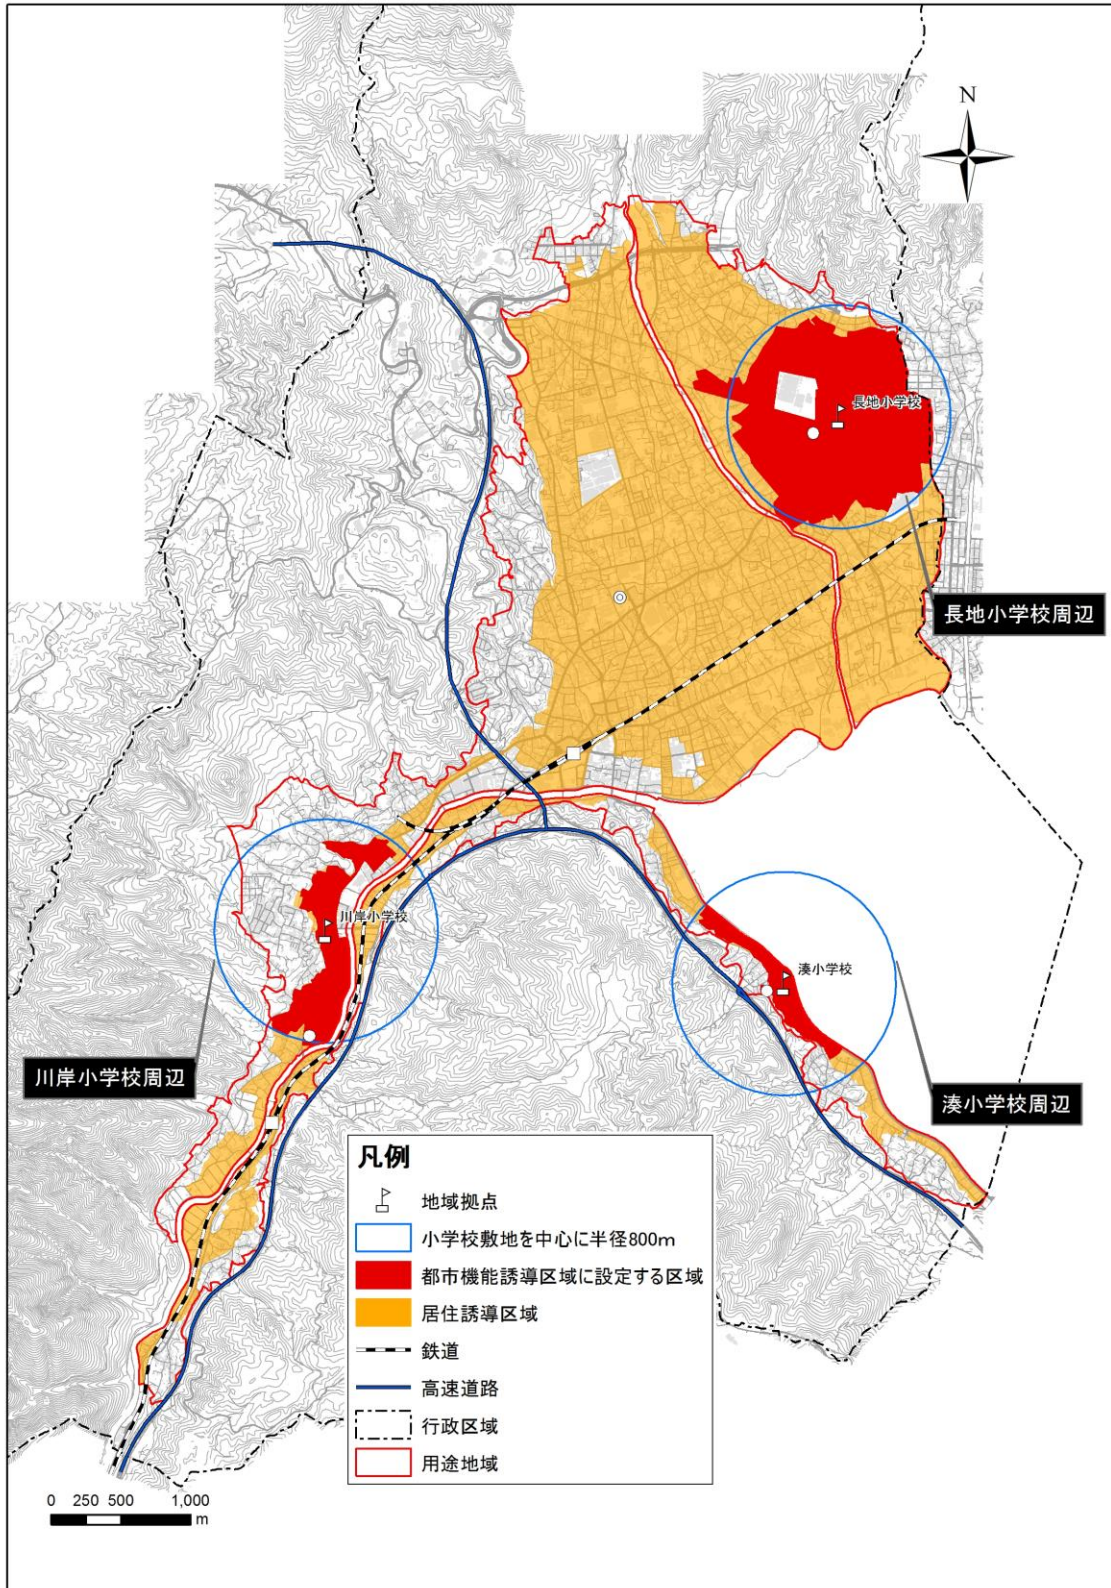 N
長地小学校
長地小学校周辺
川岸小学校
湊小学校
川岸小学校周辺
湊小学校周辺
凡例
地域拠点
小学校敷地を中心に半径800m
都市機能誘導区域に設定する区域
居住誘導区域
鉄道
高速道路
行政区域
用途地域
0 250 500 1,000
m